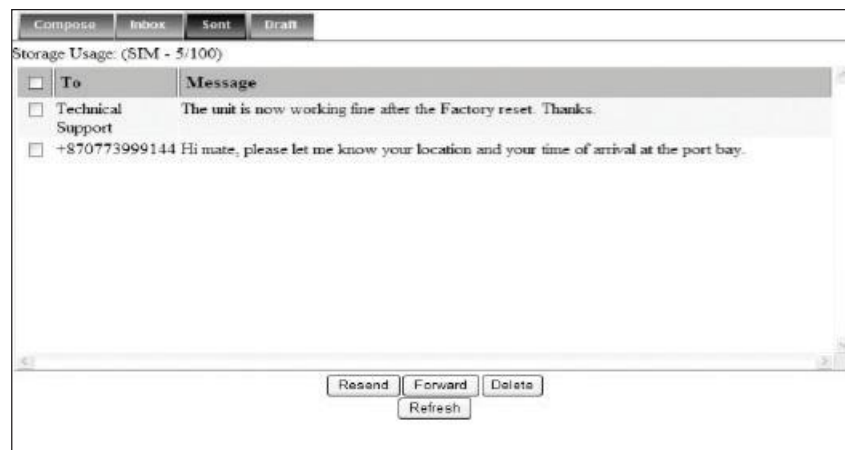 Compose Inbox Sent Draft
Storage Usage: (SIM - 5/100)
To Message
Technical Support The unit is now working fine after the Factory reset. Thanks.
+870773999144 Hi mate, please let me know your location and your time of arrival at the port bay.
Resend Forward Delete
Refresh